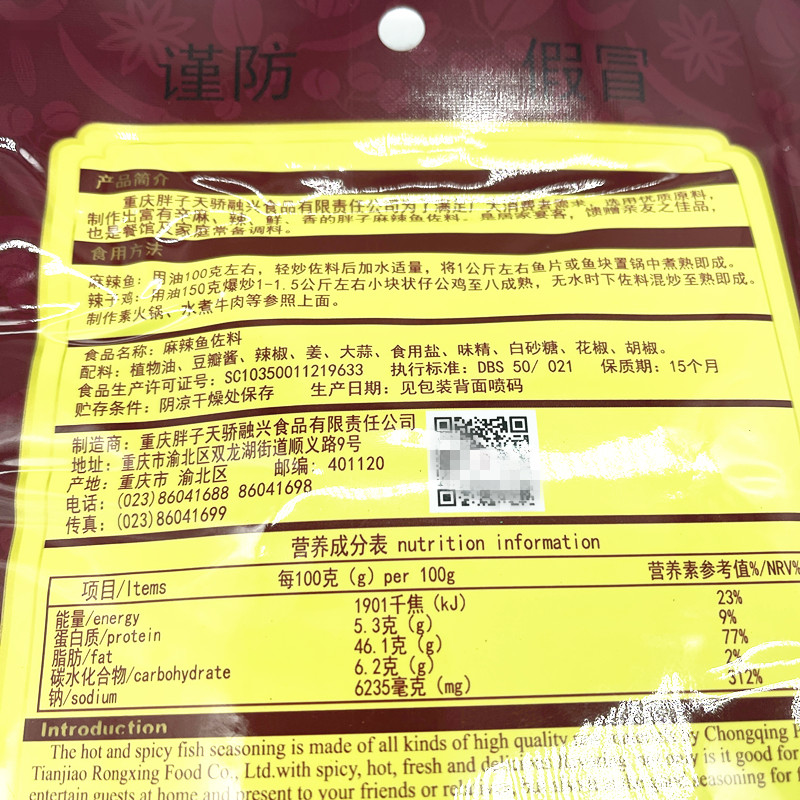 谨防 假冒
产品简介
重庆胖子天骄融兴食品有限责任公司为了满足广大消费者需求，选用优质原料，
制作出富有辛麻、辣、鲜、香的胖子麻辣鱼佐料。是居家宴客，馈赠亲友之佳品，
也是餐馆及家庭常备调料。
食用方法
麻辣鱼：用油100克左右，轻炒佐料后加水适量，将1公斤左右鱼片或鱼块置锅中煮熟即成。
辣子鸡：用油150克爆炒1-1.5公斤左右小块状仔公鸡至八成熟，无水时下佐料混炒至熟即成。
制作素火锅、水煮牛肉等参照上面。
食品名称：麻辣鱼佐料
配料：植物油、豆瓣酱、辣椒、姜、大蒜、食用盐、味精、白砂糖、花椒、胡椒。
食品生产许可证号：SC10350011219633 执行标准：DBS 50/ 021 保质期：15个月
贮存条件：阴凉干燥处保存 生产日期：见包装背面喷码
制造商：重庆胖子天骄融兴食品有限责任公司
地址：重庆市渝北区双龙湖街道顺义路9号
产地：重庆市 渝北区 邮编：401120
电话：(023)86041688 86041698
传真：(023)86041699
营养成分表 nutrition information
项目/Items 每100克（g）per 100g 营养素参考值%/NRV%
能量/energy 1901千焦（kJ） 23%
蛋白质/protein 5.3克（g） 9%
脂肪/fat 46.1克（g） 77%
碳水化合物/carbohydrate 6.2克（g） 2%
钠/sodium 6235毫克（mg） 312%
Introduction
The hot and spicy fish seasoning is made of all kinds of high quality by Chongqing
Tianjiao Rongxing Food Co., Ltd.with spicy, hot, fresh and is it good for
entertain guests at home and present to your friends or seasoning for